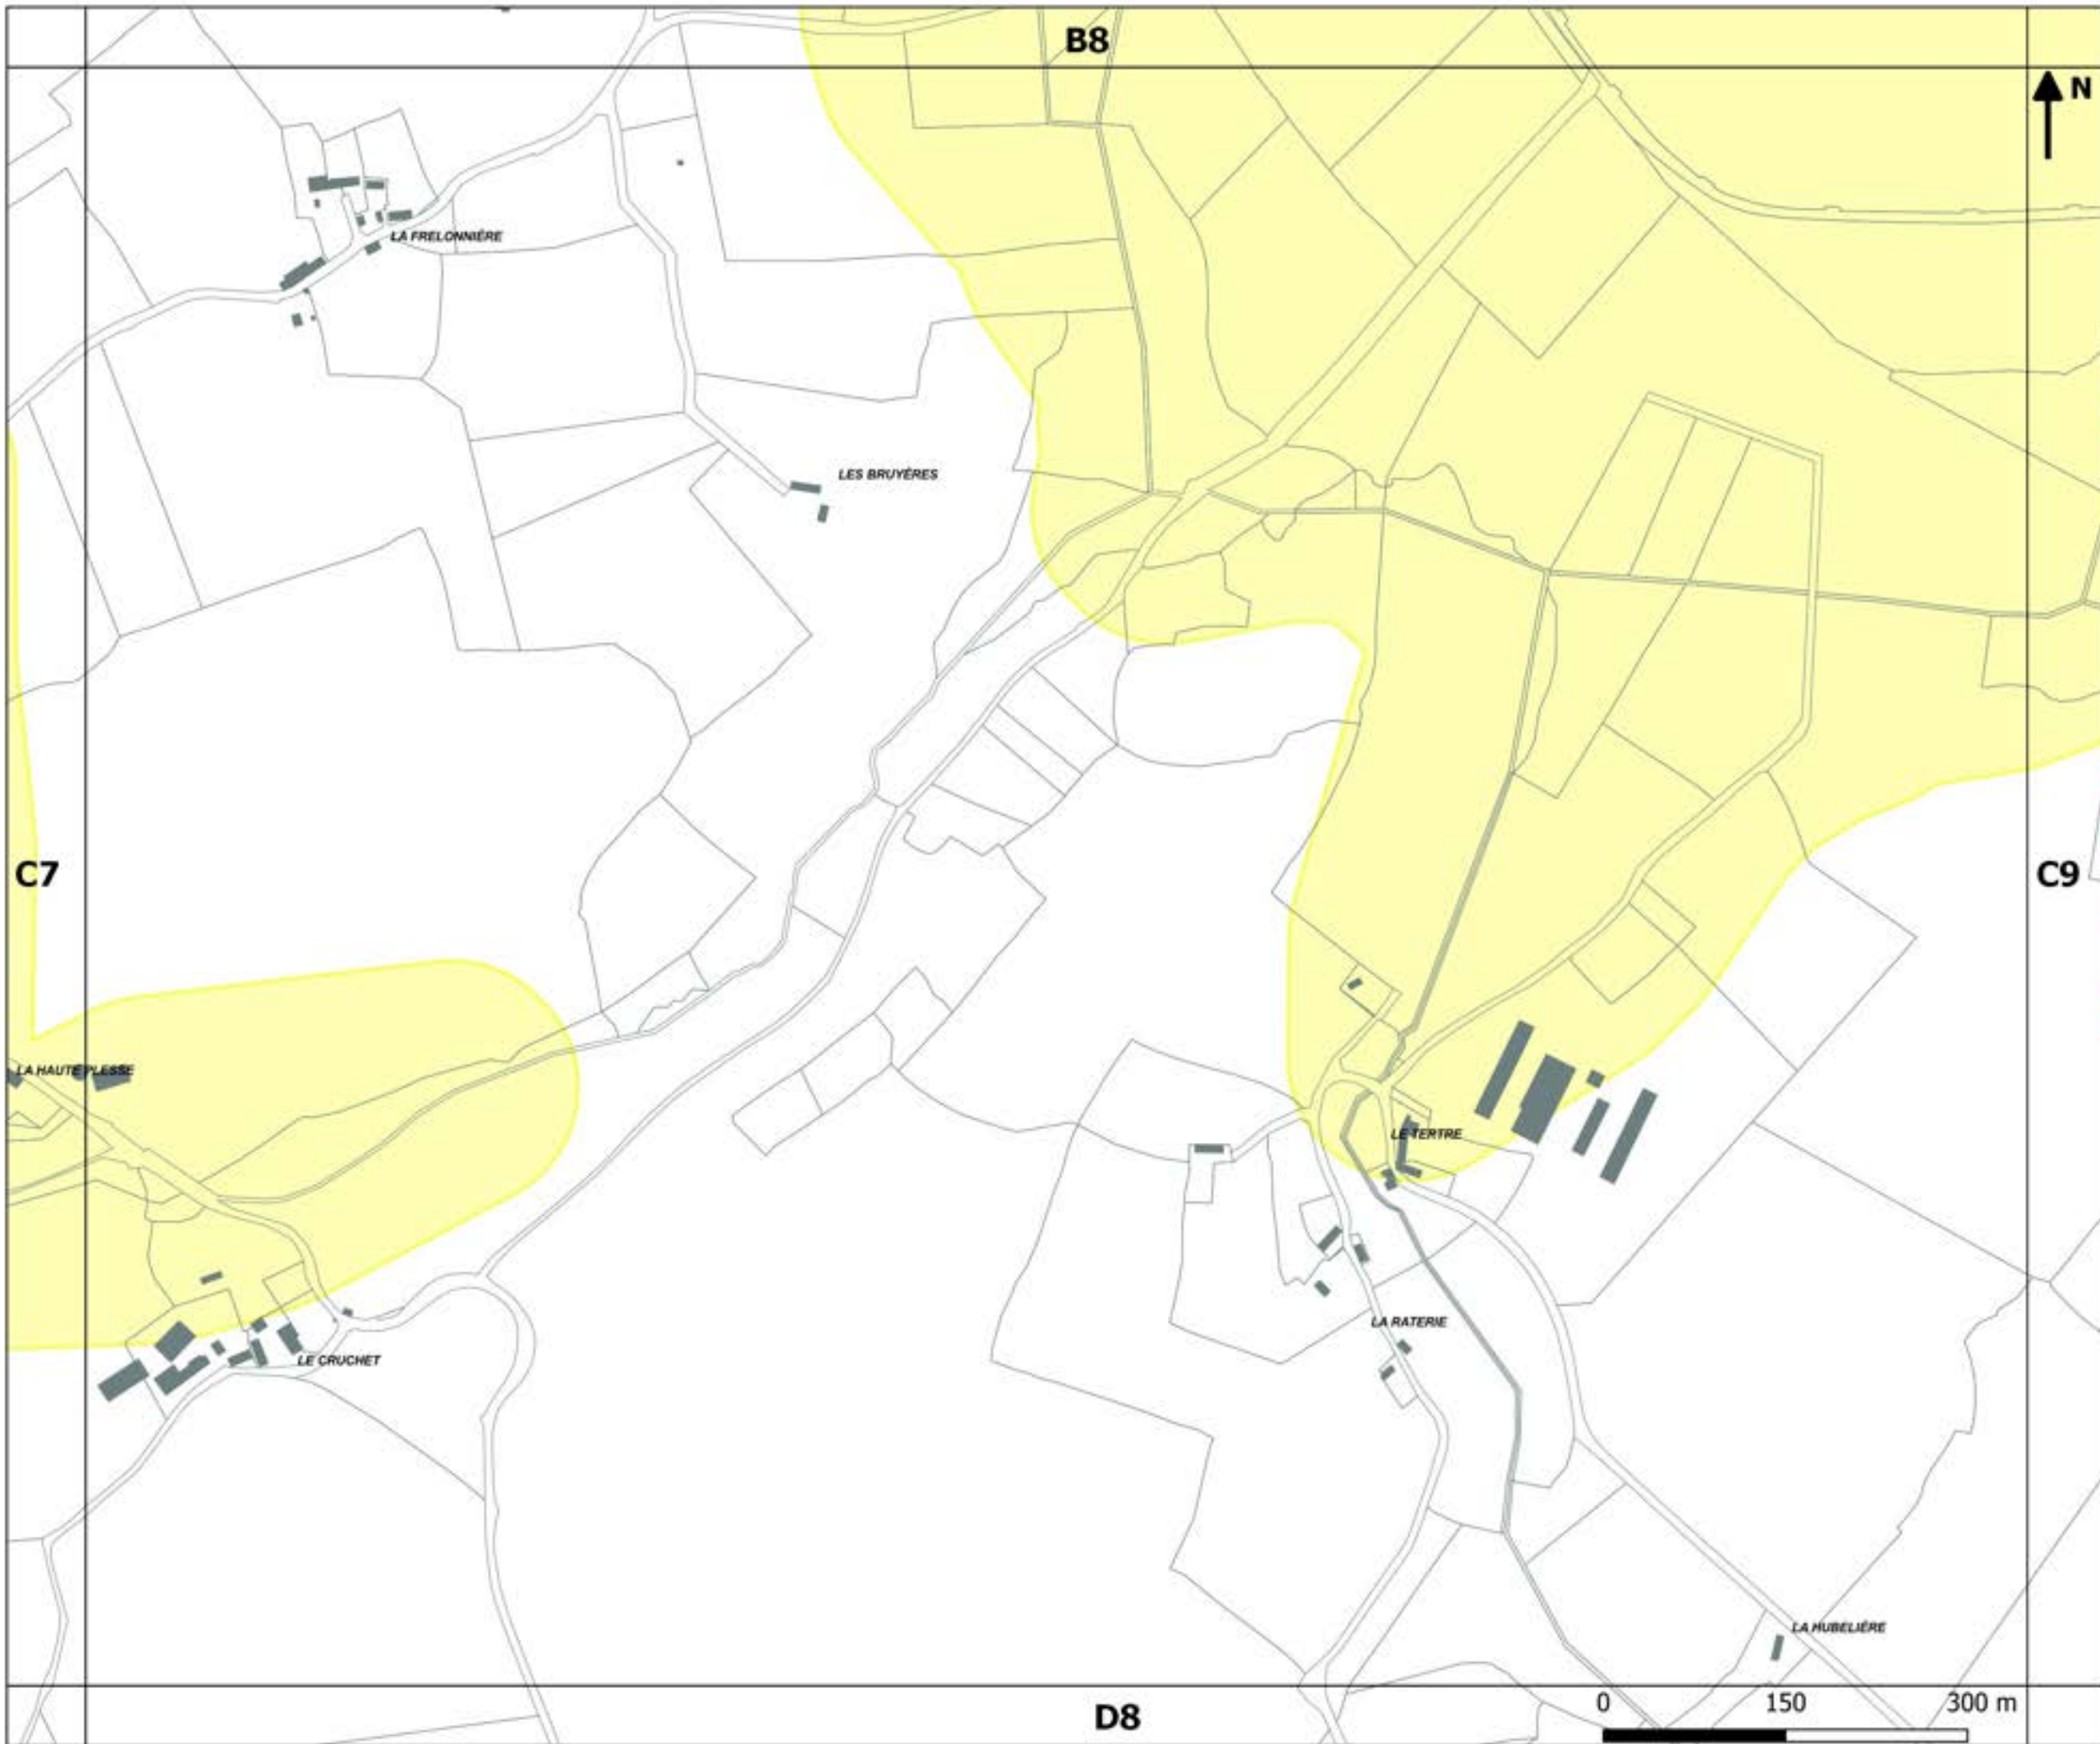 B8
N
LA FRELONNIÈRE
LES BRUYÈRES
C7
C9
LA HAUTE PLESSE
LE TERTRE
LA RATERIE
LE CRUCHET
LA HUBELIÈRE
D8
0 150 300 m